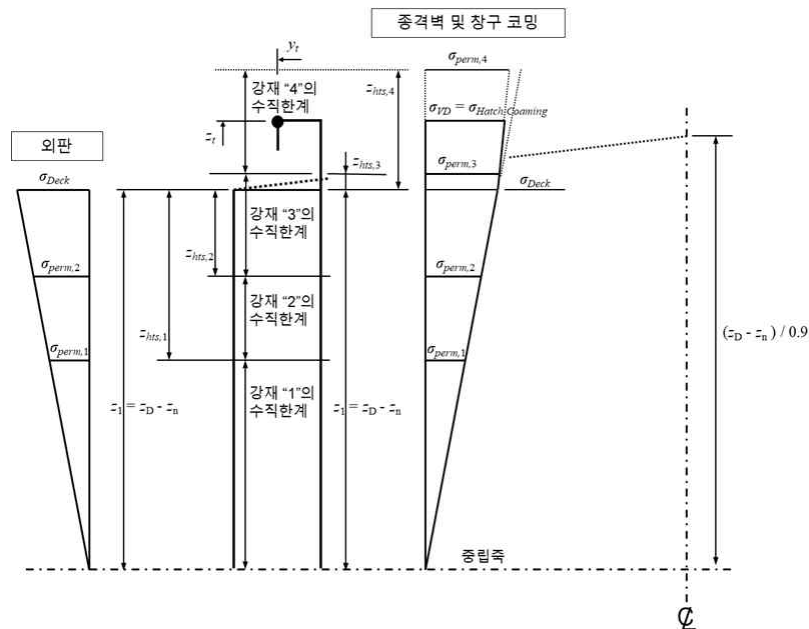 종격벽 및 창구 코밍
y_t
σ_perm,4
강재 “4”의
수직한계
z_hts,4
σ_VD = σ_Hatch Coaming
z_t
외판
z_hts,3
σ_perm,3
σ_Deck
σ_Deck
강재 “3”의
수직한계
z_hts,2
σ_perm,2
σ_perm,2
강재 “2”의
수직한계
z_hts,1
(z_D - z_n) / 0.9
σ_perm,1
σ_perm,1
강재 “1”의
수직한계
z_1 = z_D - z_n
z_1 = z_D - z_n
중립축
℄